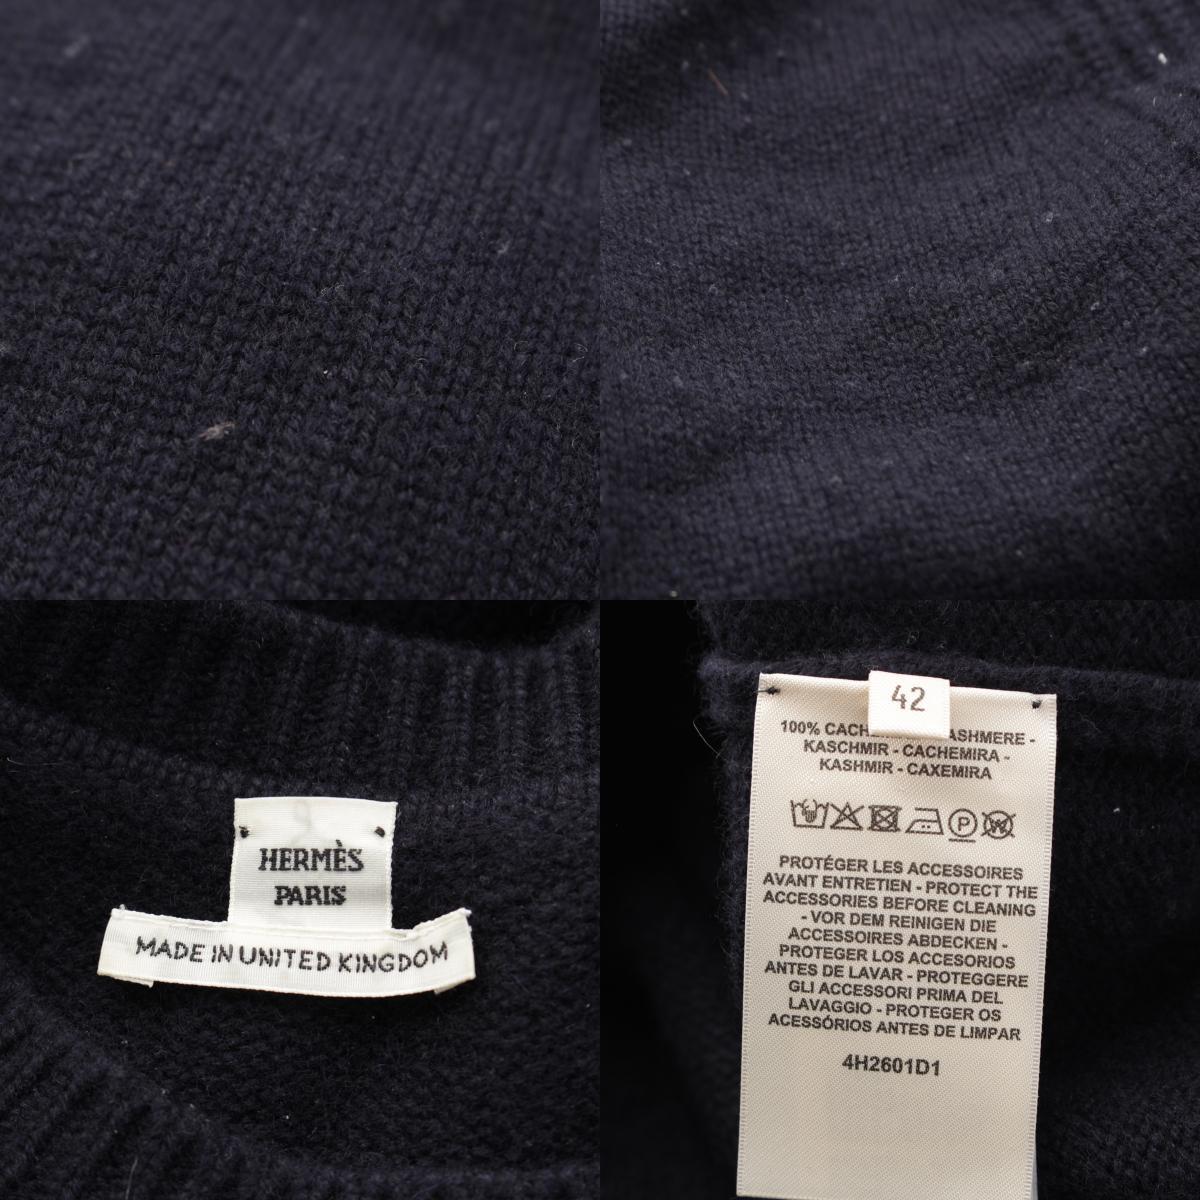 HERMÈS
PARIS
MADE IN UNITED KINGDOM
42
100% ASHMERE -
KASCHMIR - CACHEMIRA -
KASHMIR - CAXEMIRA
PROTÉGER LES ACCESSOIRES
AVANT ENTRETIEN - PROTECT THE
ACCESSORIES BEFORE CLEANING
- VOR DEM REINIGEN DIE
ACCESSOIRES ABDECKEN -
PROTEGER LOS ACCESORIOS
ANTES DE LAVAR - PROTEGGERE
GLI ACCESSORI PRIMA DEL
LAVAGGIO - PROTEGER OS
ACESSÓRIOS ANTES DE LIMPAR
4H2601D1